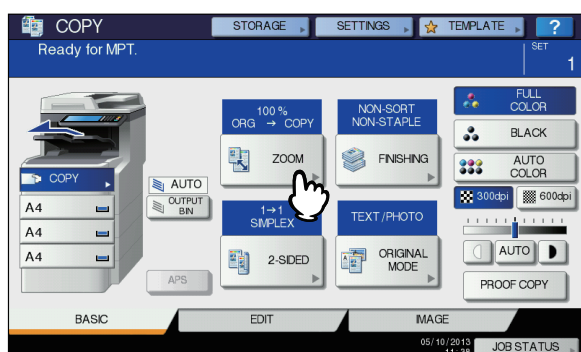 COPY
STORAGE
SETTINGS
TEMPLATE
?
Ready for MPT.
SET
1
100 %
ORG → COPY
NON-SORT
NON-STAPLE
FULL
COLOR
ZOOM
FINISHING
BLACK
AUTO
COLOR
COPY
AUTO
OUTPUT
BIN
300dpi
600dpi
A4
A4
A4
1→1
SIMPLEX
TEXT/PHOTO
2-SIDED
ORIGINAL
MODE
AUTO
APS
PROOF COPY
BASIC
EDIT
IMAGE
05/10/2013
11:38
JOB STATUS